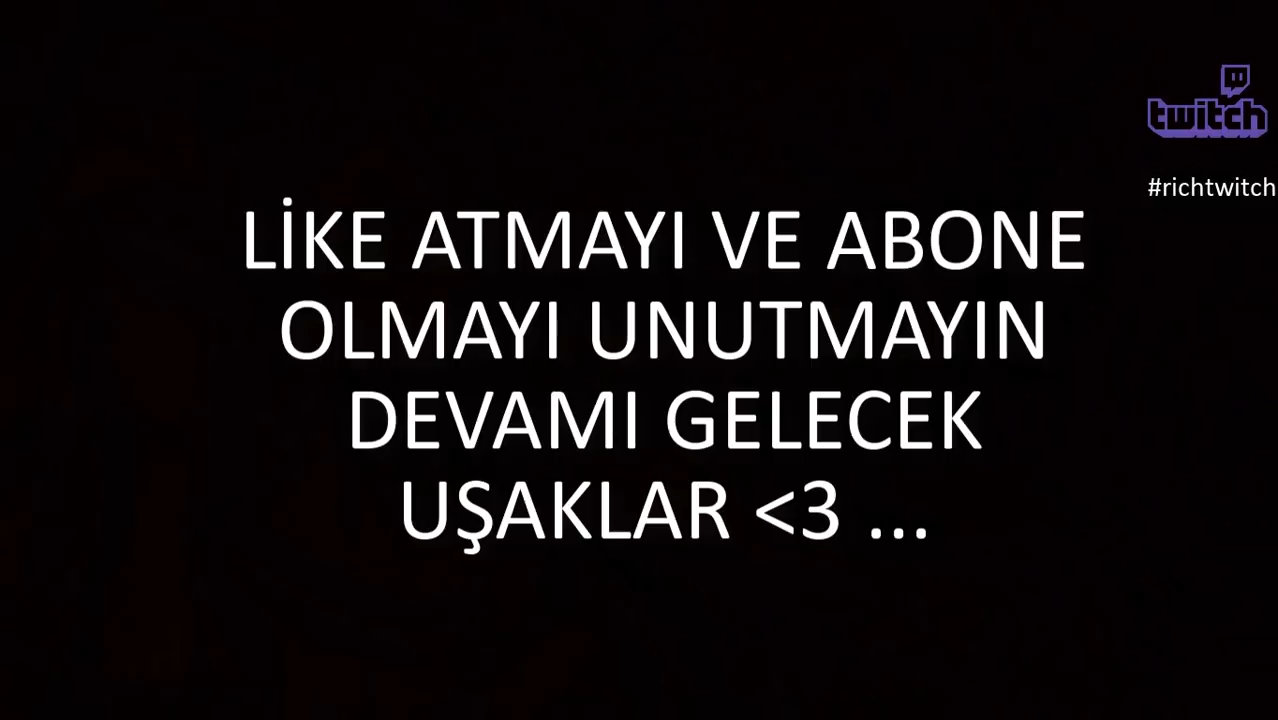 twitch
#richtwitch
LİKE ATMAYI VE ABONE
OLMAYI UNUTMAYIN
DEVAMI GELECEK
UŞAKLAR <3 ...